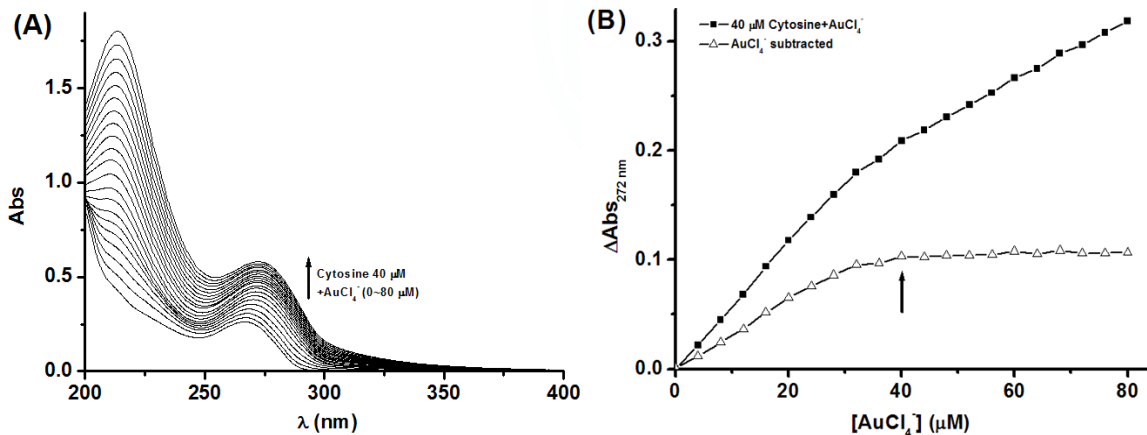 (A)
Abs
1.5
1.0
0.5
0.0
200
250
300
350
400
λ (nm)
Cytosine 40 μM
+AuCl₄⁻ (0~80 μM)
(B)
ΔAbs₂₇₂ ₙₘ
0.3
0.2
0.1
0.0
0
20
40
60
80
[AuCl₄⁻] (μM)
40 μM Cytosine+AuCl₄⁻
AuCl₄⁻ subtracted